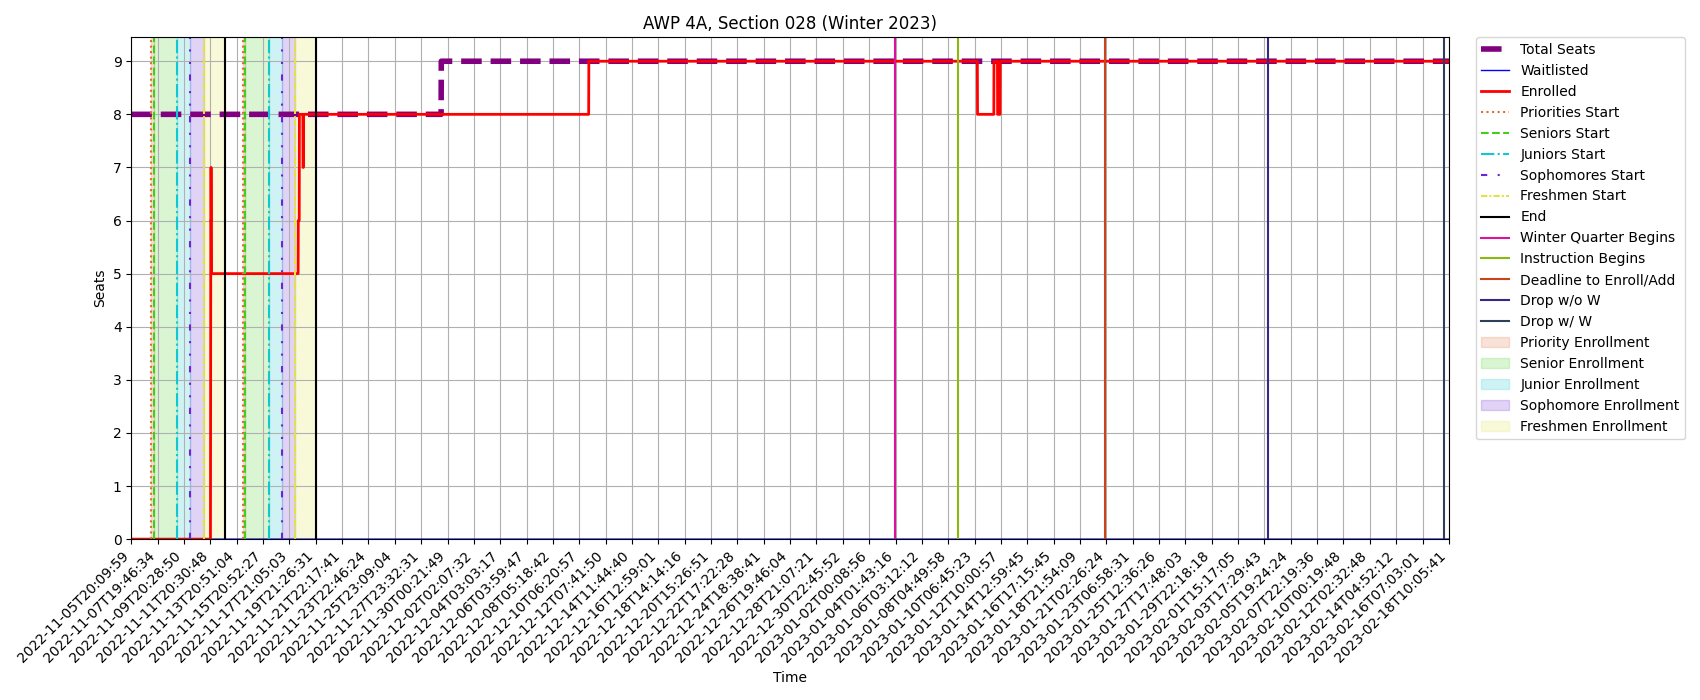 AWP 4A, Section 028 (Winter 2023)
Seats
9
8
7
6
5
4
3
2
1
0
2022-11-05T20:09:59
2022-11-07T19:46:34
2022-11-09T20:28:50
2022-11-11T20:30:48
2022-11-13T20:51:04
2022-11-15T20:52:27
2022-11-17T21:05:03
2022-11-19T21:26:31
2022-11-21T22:17:41
2022-11-23T22:46:24
2022-11-25T23:09:04
2022-11-27T23:32:31
2022-11-30T00:21:49
2022-12-02T02:07:32
2022-12-04T03:03:17
2022-12-06T03:59:47
2022-12-08T05:18:42
2022-12-10T06:20:57
2022-12-12T07:41:50
2022-12-14T11:44:40
2022-12-16T12:59:01
2022-12-18T14:14:16
2022-12-20T15:26:51
2022-12-22T17:22:28
2022-12-24T18:38:41
2022-12-26T19:46:04
2022-12-28T21:07:21
2022-12-30T22:45:52
2023-01-02T00:08:56
2023-01-04T01:43:16
2023-01-06T03:12:12
2023-01-08T04:49:58
2023-01-10T06:45:23
2023-01-12T10:00:57
2023-01-14T12:59:45
2023-01-16T17:15:45
2023-01-18T21:54:09
2023-01-21T02:26:24
2023-01-23T06:58:31
2023-01-25T12:36:26
2023-01-27T17:48:03
2023-01-29T22:18:18
2023-02-01T15:17:05
2023-02-03T17:29:43
2023-02-05T19:24:24
2023-02-07T22:19:36
2023-02-10T00:19:48
2023-02-12T02:32:48
2023-02-14T04:52:12
2023-02-16T07:03:01
2023-02-18T10:05:41
Time
Total Seats
Waitlisted
Enrolled
Priorities Start
Seniors Start
Juniors Start
Sophomores Start
Freshmen Start
End
Winter Quarter Begins
Instruction Begins
Deadline to Enroll/Add
Drop w/o W
Drop w/ W
Priority Enrollment
Senior Enrollment
Junior Enrollment
Sophomore Enrollment
Freshmen Enrollment